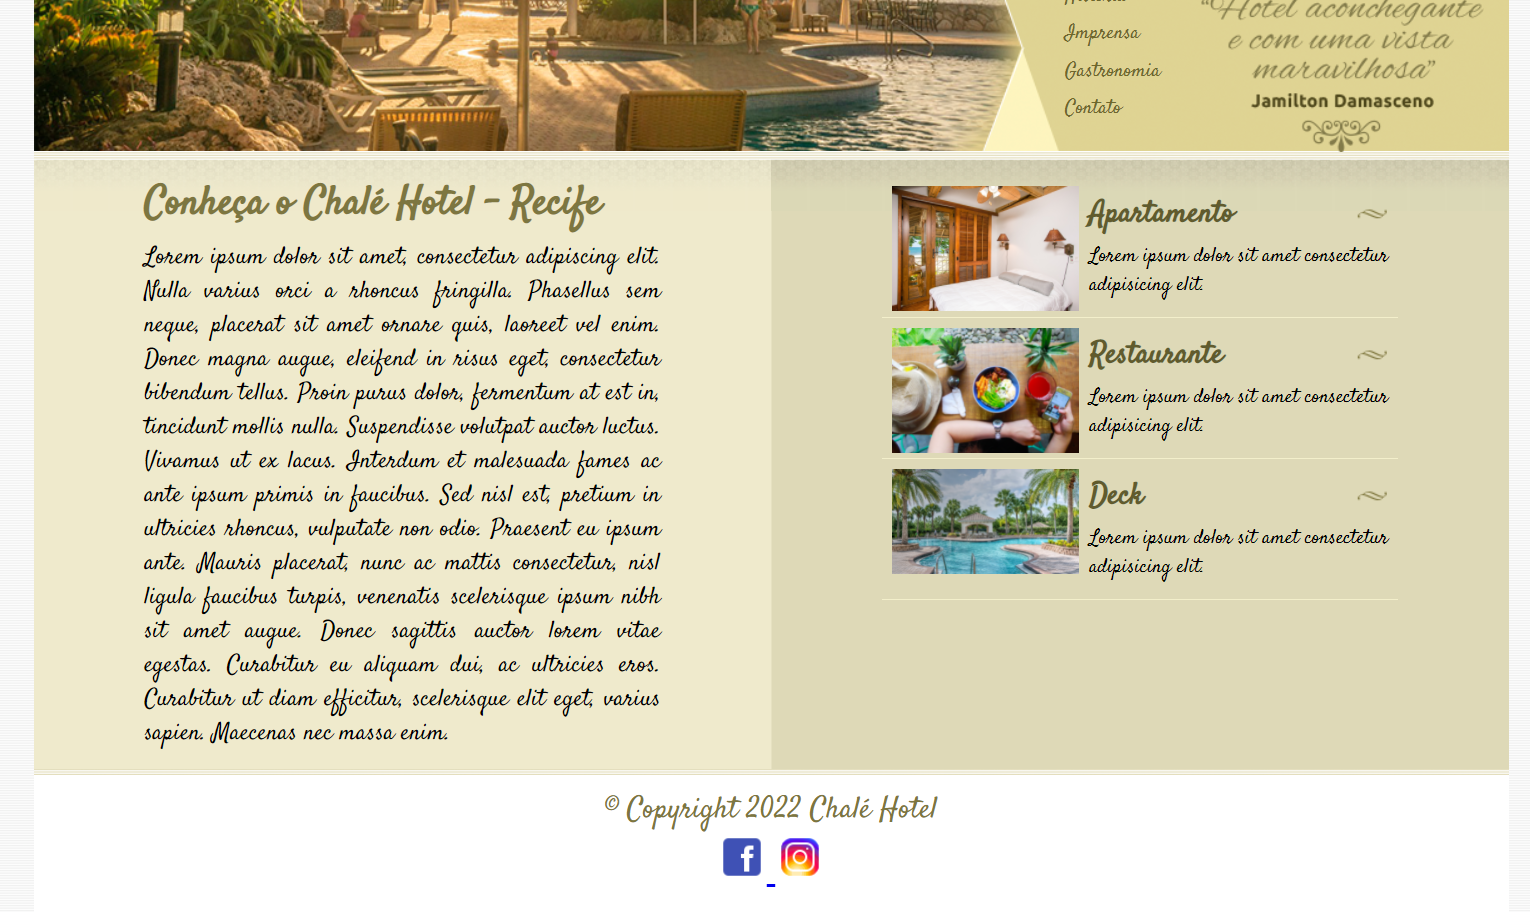 História
Imprensa
Gastronomia
Contato
“Hotel aconchegante
e com uma vista
maravilhosa”
Jamilton Damasceno
Conheça o Chalé Hotel - Recife
Lorem ipsum dolor sit amet, consectetur adipiscing elit.
Nulla varius orci a rhoncus fringilla. Phasellus sem
neque, placerat sit amet ornare quis, laoreet vel enim.
Donec magna augue, eleifend in risus eget, consectetur
bibendum tellus. Proin purus dolor, fermentum at est in,
tincidunt mollis nulla. Suspendisse volutpat auctor luctus.
Vivamus ut ex lacus. Interdum et malesuada fames ac
ante ipsum primis in faucibus. Sed nisl est, pretium in
ultricies rhoncus, vulputate non odio. Praesent eu ipsum
ante. Mauris placerat, nunc ac mattis consectetur, nisl
ligula faucibus turpis, venenatis scelerisque ipsum nibh
sit amet augue. Donec sagittis auctor lorem vitae
egestas. Curabitur eu aliquam dui, ac ultricies eros.
Curabitur ut diam efficitur, scelerisque elit eget, varius
sapien. Maecenas nec massa enim.
Apartamento
Lorem ipsum dolor sit amet consectetur
adipisicing elit.
Restaurante
Lorem ipsum dolor sit amet consectetur
adipisicing elit.
Deck
Lorem ipsum dolor sit amet consectetur
adipisicing elit.
© Copyright 2022 Chalé Hotel